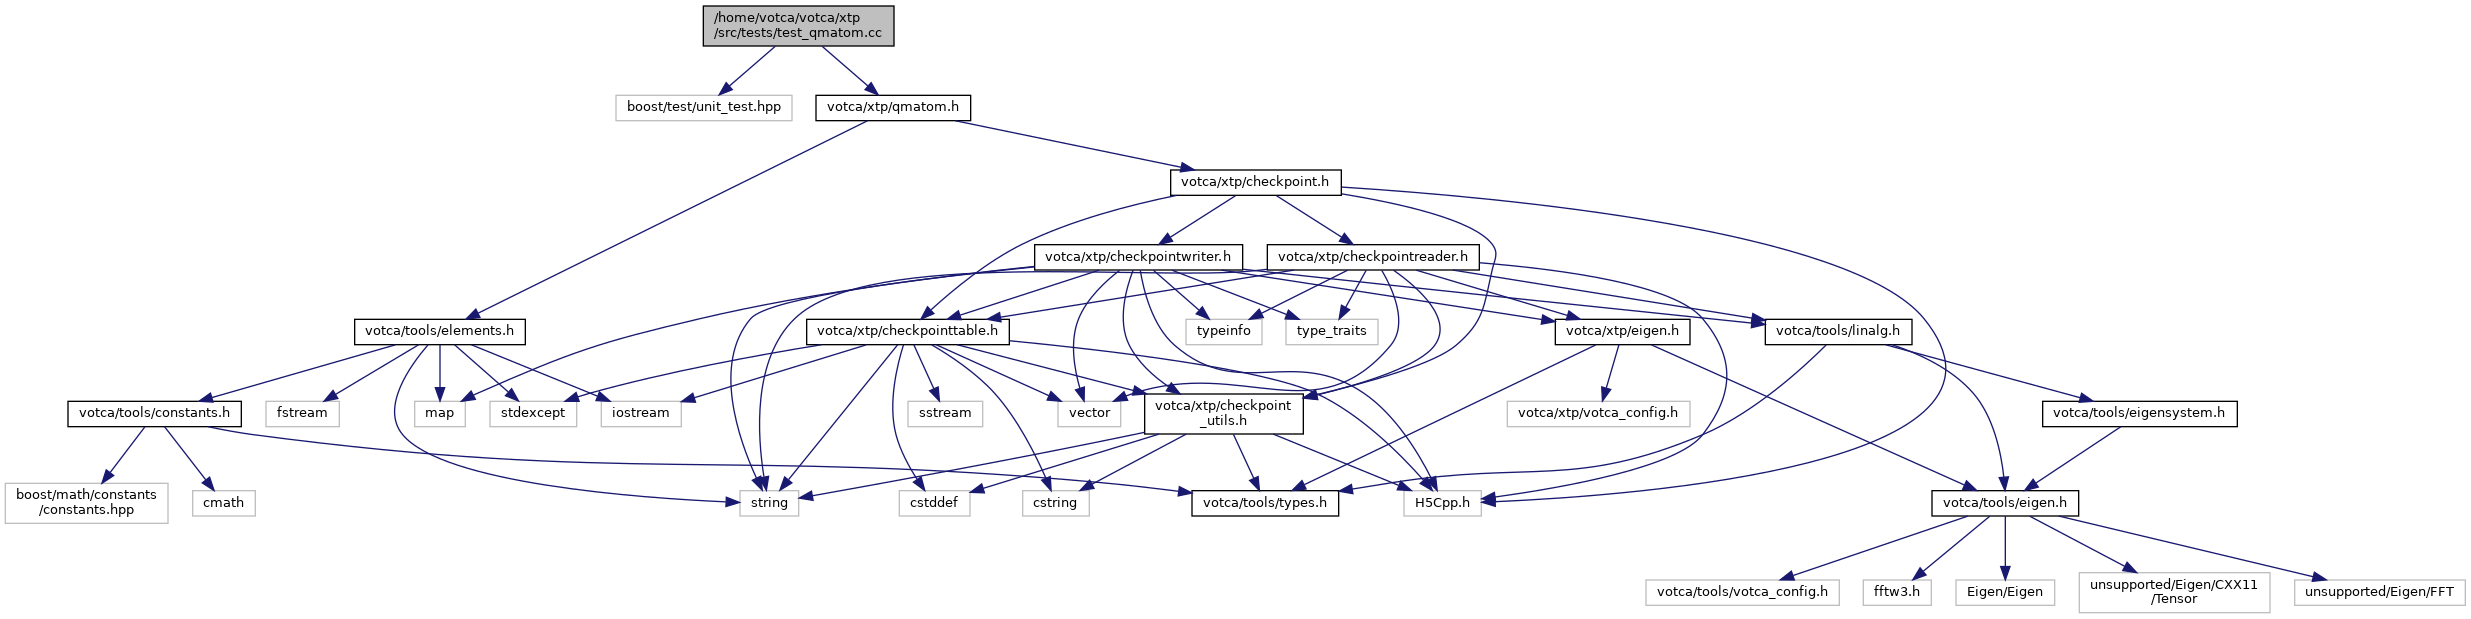 /home/votca/votca/xtp
/src/tests/test_qmatom.cc
boost/test/unit_test.hpp
votca/xtp/qmatom.h
votca/xtp/checkpoint.h
votca/xtp/checkpointwriter.h
votca/xtp/checkpointreader.h
votca/tools/elements.h
votca/xtp/checkpointtable.h
typeinfo
type_traits
votca/xtp/eigen.h
votca/tools/linalg.h
votca/tools/constants.h
fstream
map
stdexcept
iostream
sstream
vector
votca/xtp/checkpoint
_utils.h
votca/xtp/votca_config.h
votca/tools/eigensystem.h
boost/math/constants
/constants.hpp
cmath
string
cstddef
cstring
votca/tools/types.h
H5Cpp.h
votca/tools/eigen.h
votca/tools/votca_config.h
fftw3.h
Eigen/Eigen
unsupported/Eigen/CXX11
/Tensor
unsupported/Eigen/FFT